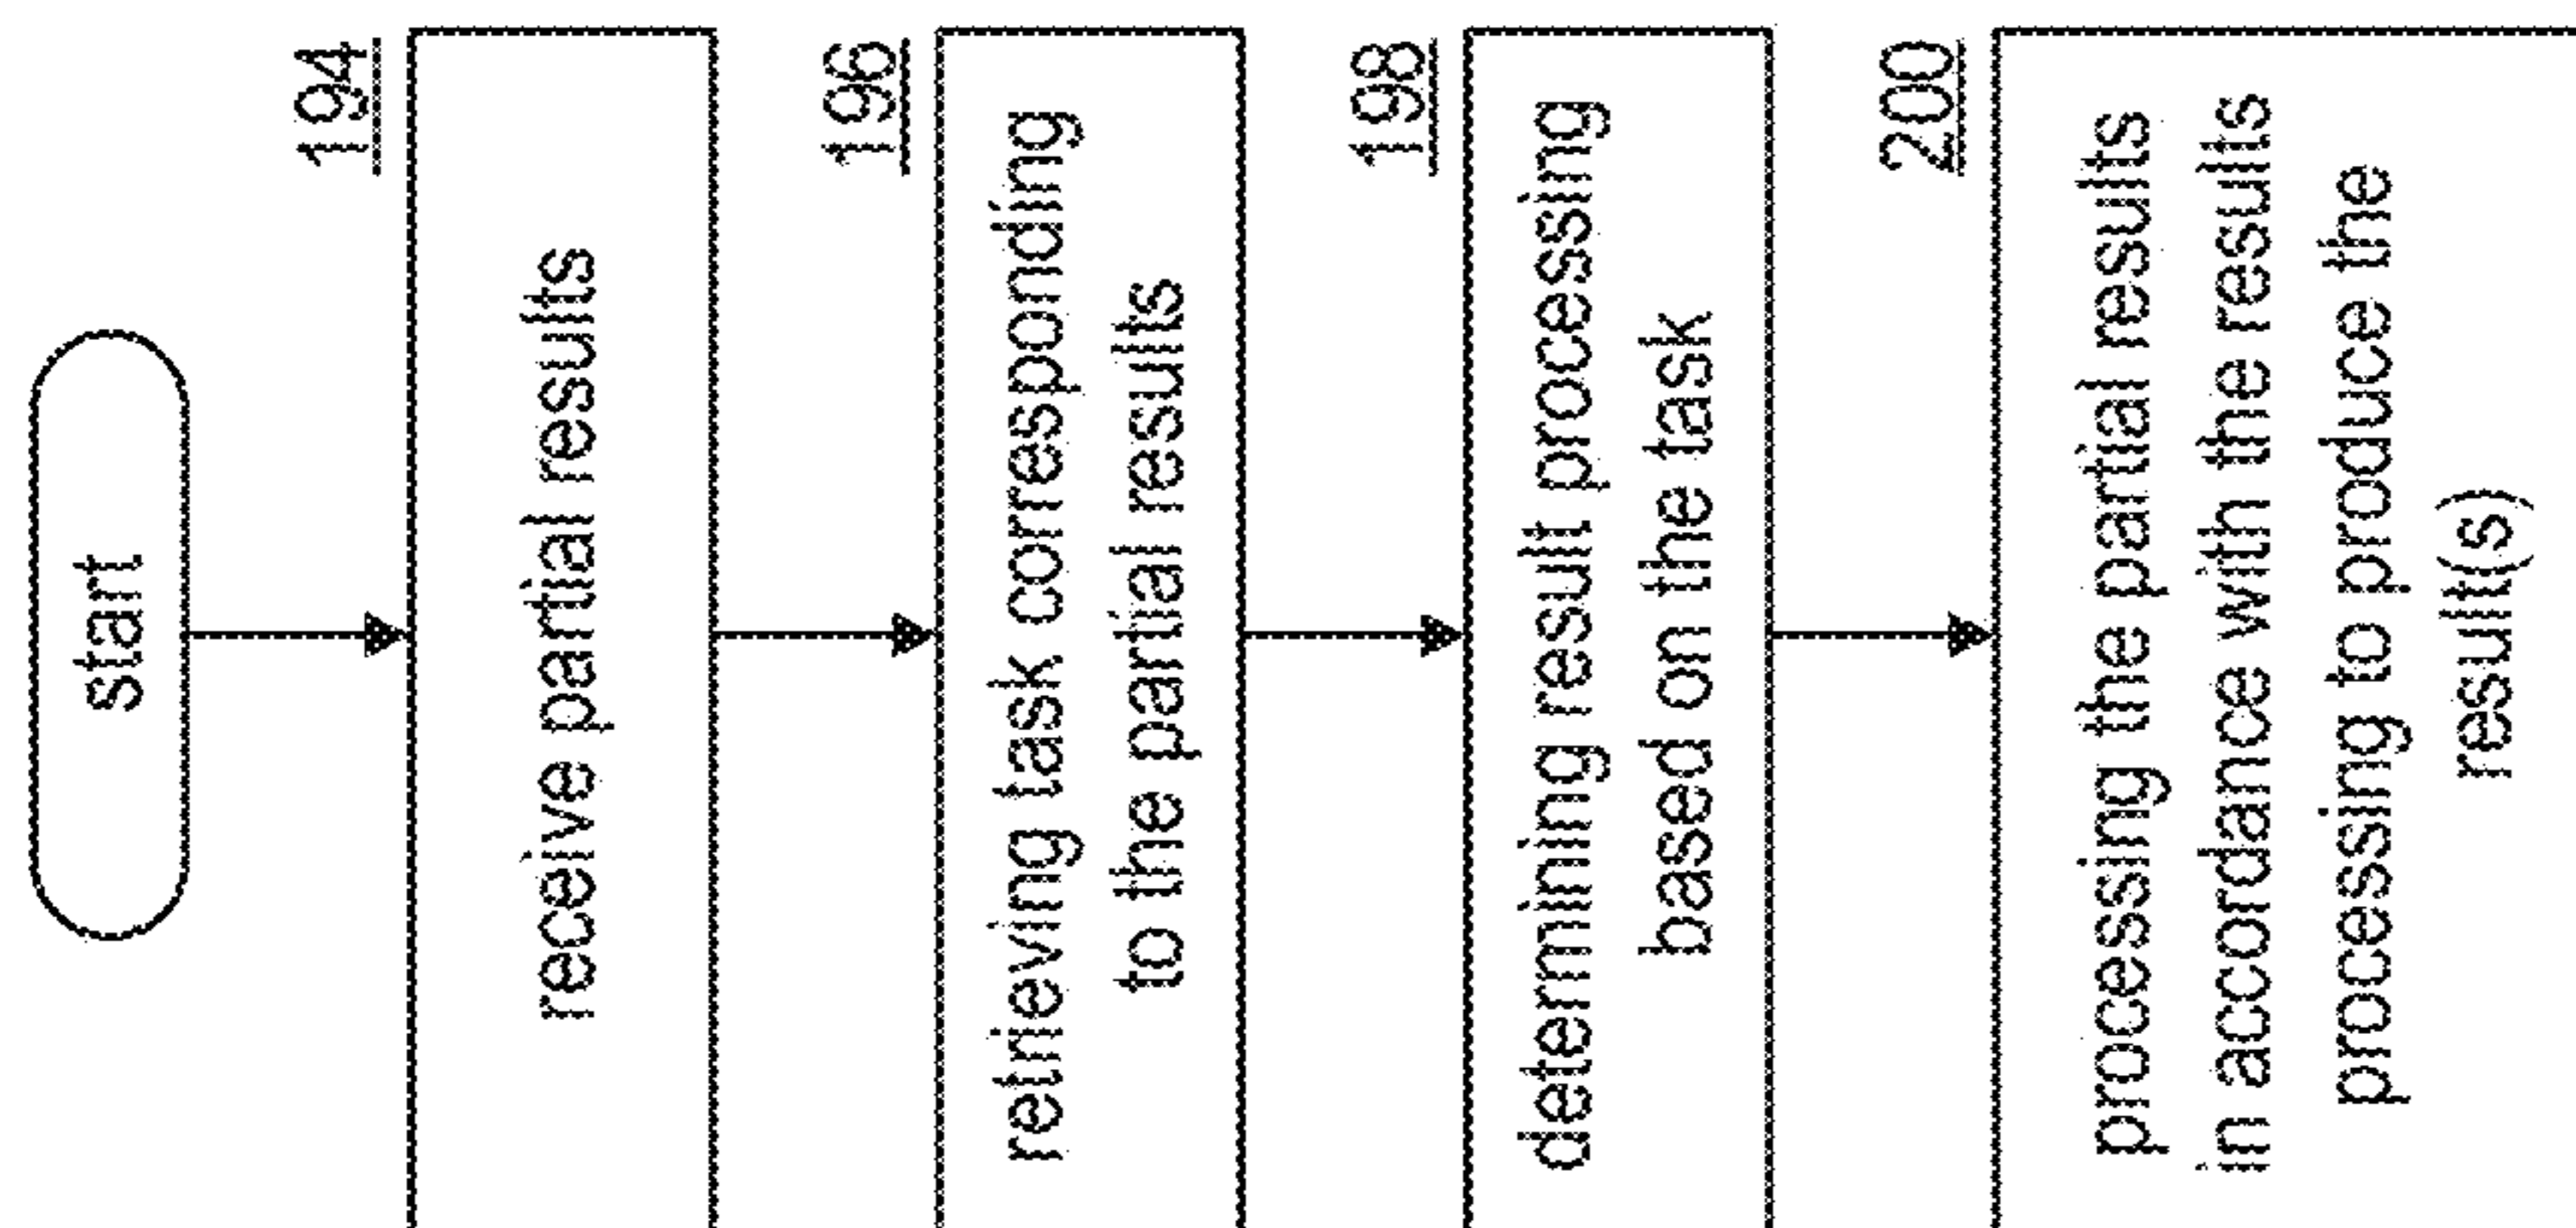 start
194
receive partial results
196
retrieving task corresponding
to the partial results
198
determining result processing
based on the task
200
processing the partial results
in accordance with the results
processing to produce the
result(s)